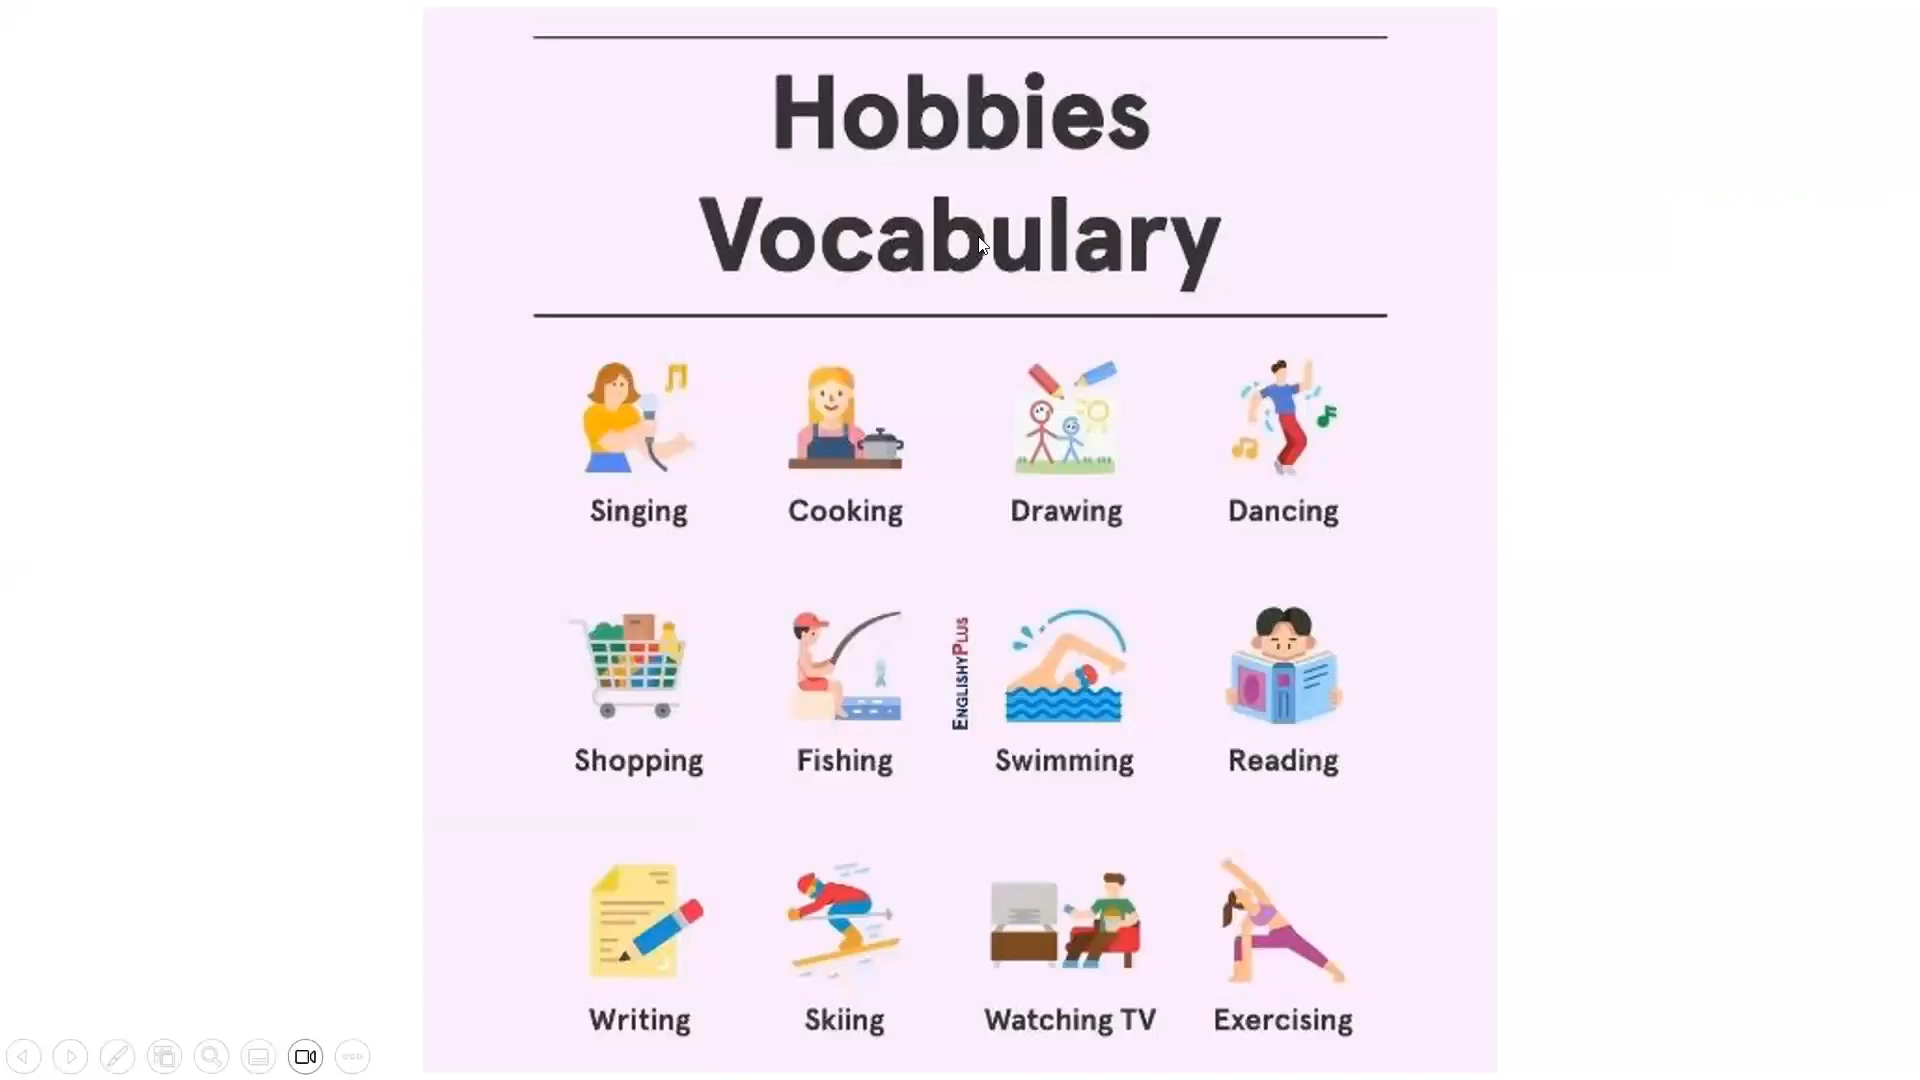 Hobbies
Vocabulary
Singing
Cooking
Drawing
Dancing
Shopping
Fishing
ENGLISHYPLUS
Swimming
Reading
Writing
Skiing
Watching TV
Exercising